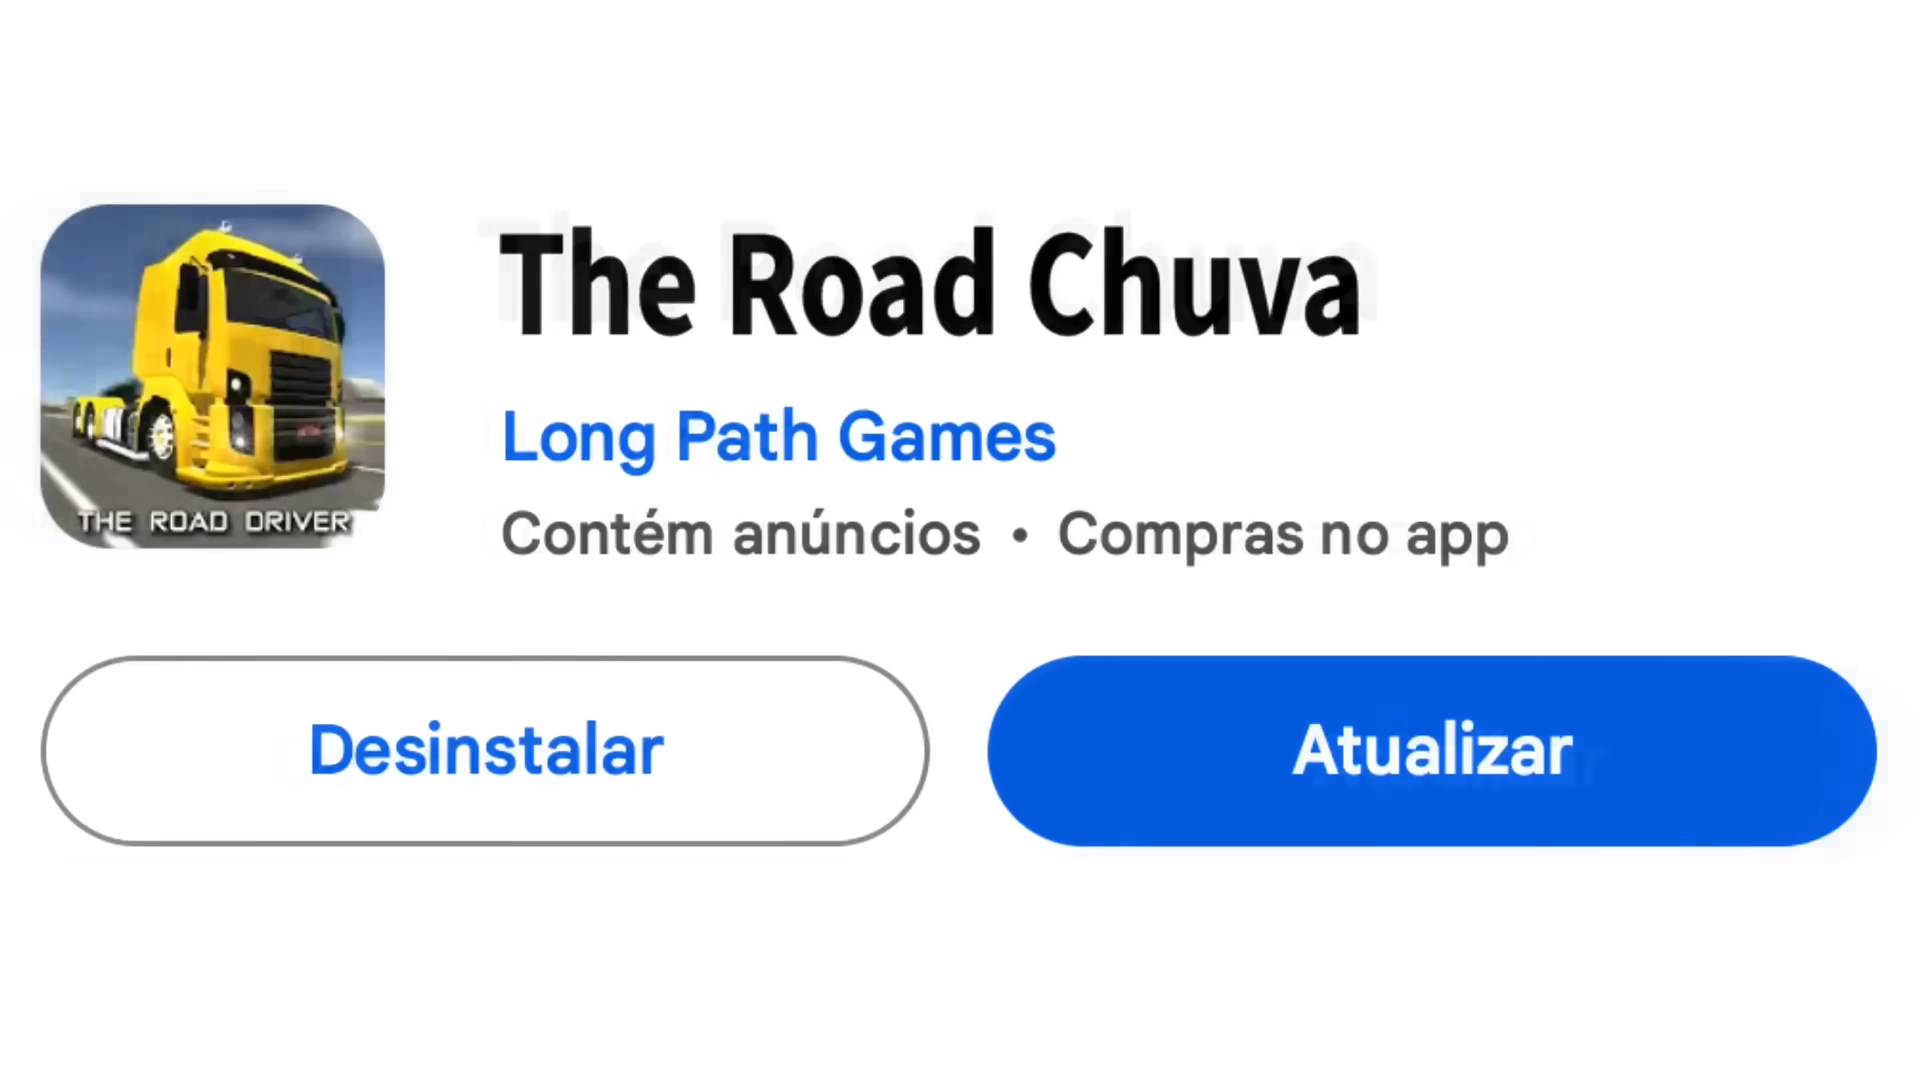 The Road Chuva
Long Path Games
Contém anúncios • Compras no app
THE ROAD DRIVER
Desinstalar
Atualizar